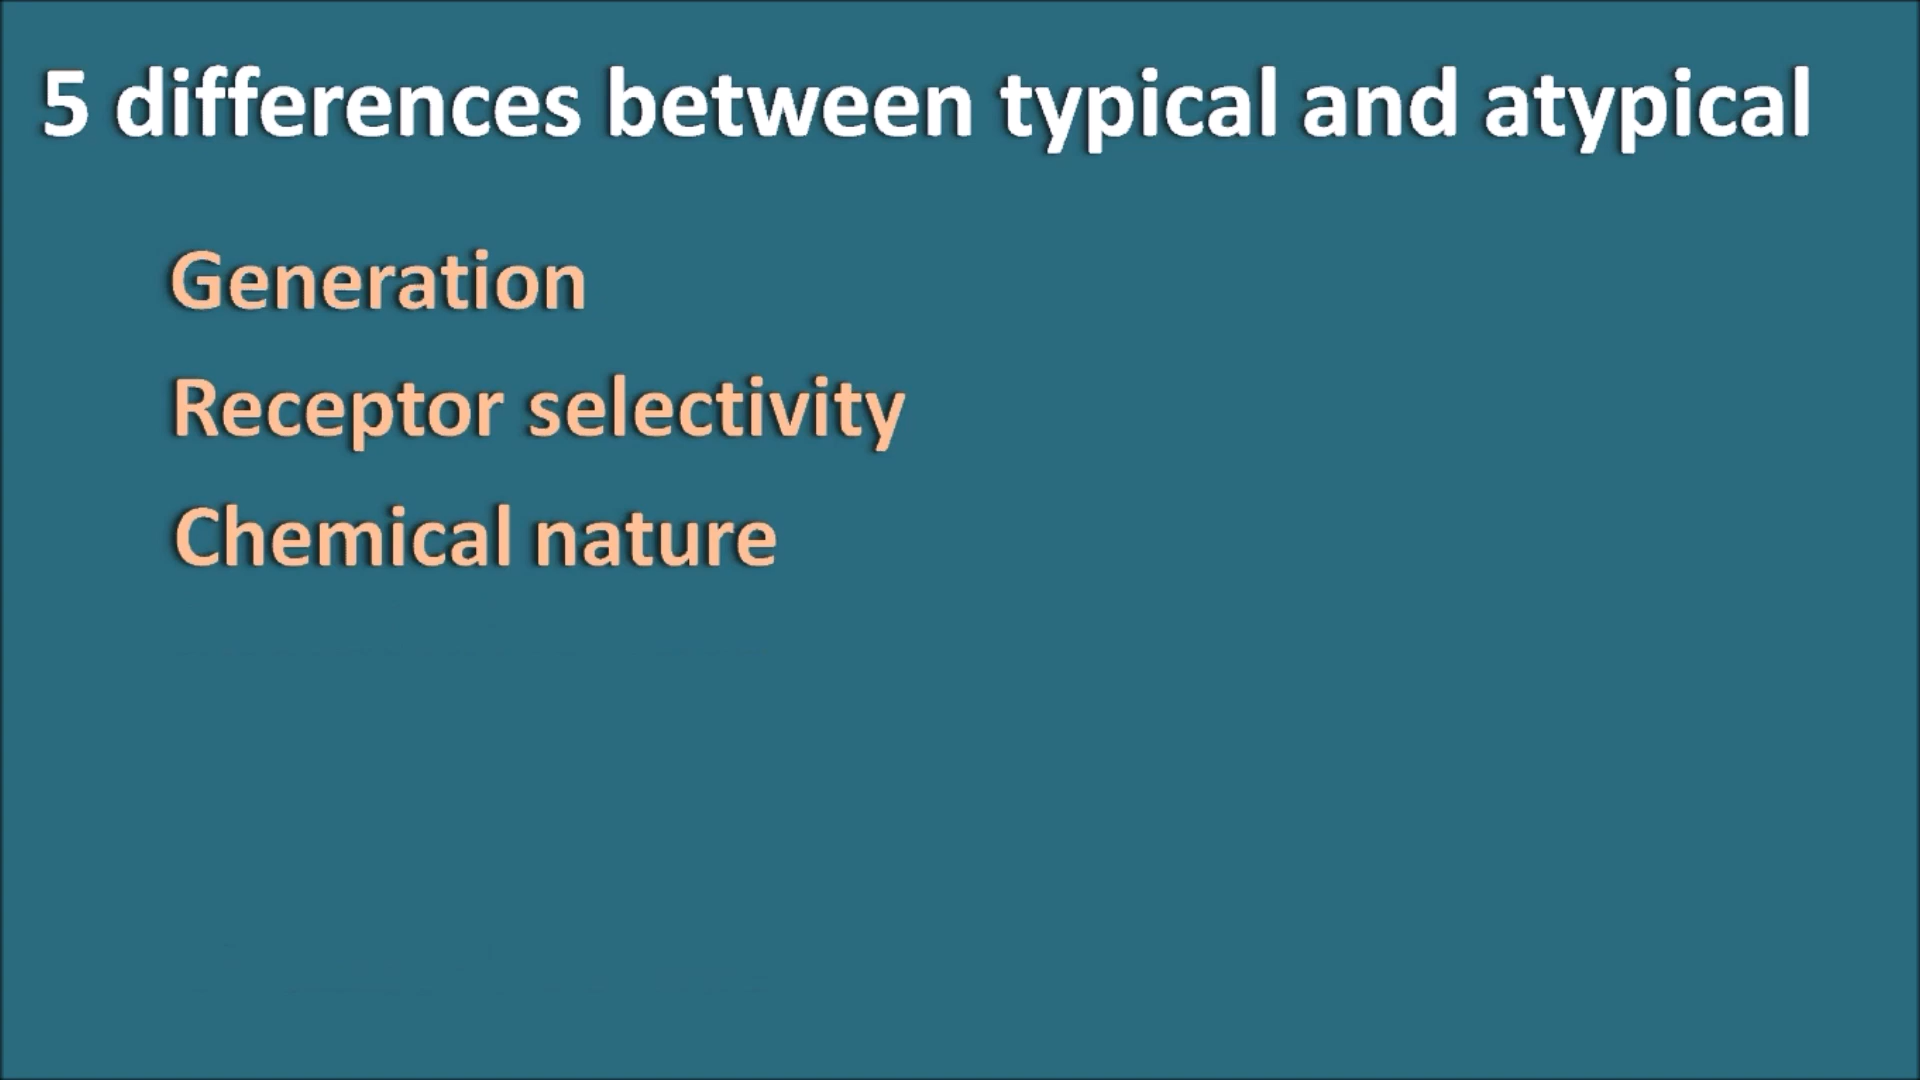 5 differences between typical and atypical
Generation
Receptor selectivity
Chemical nature